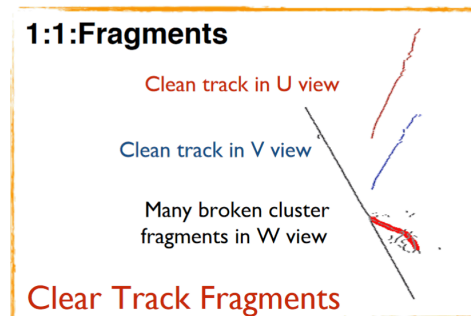 1:1:Fragments
Clean track in U view
Clean track in V view
Many broken cluster
fragments in W view
Clear Track Fragments